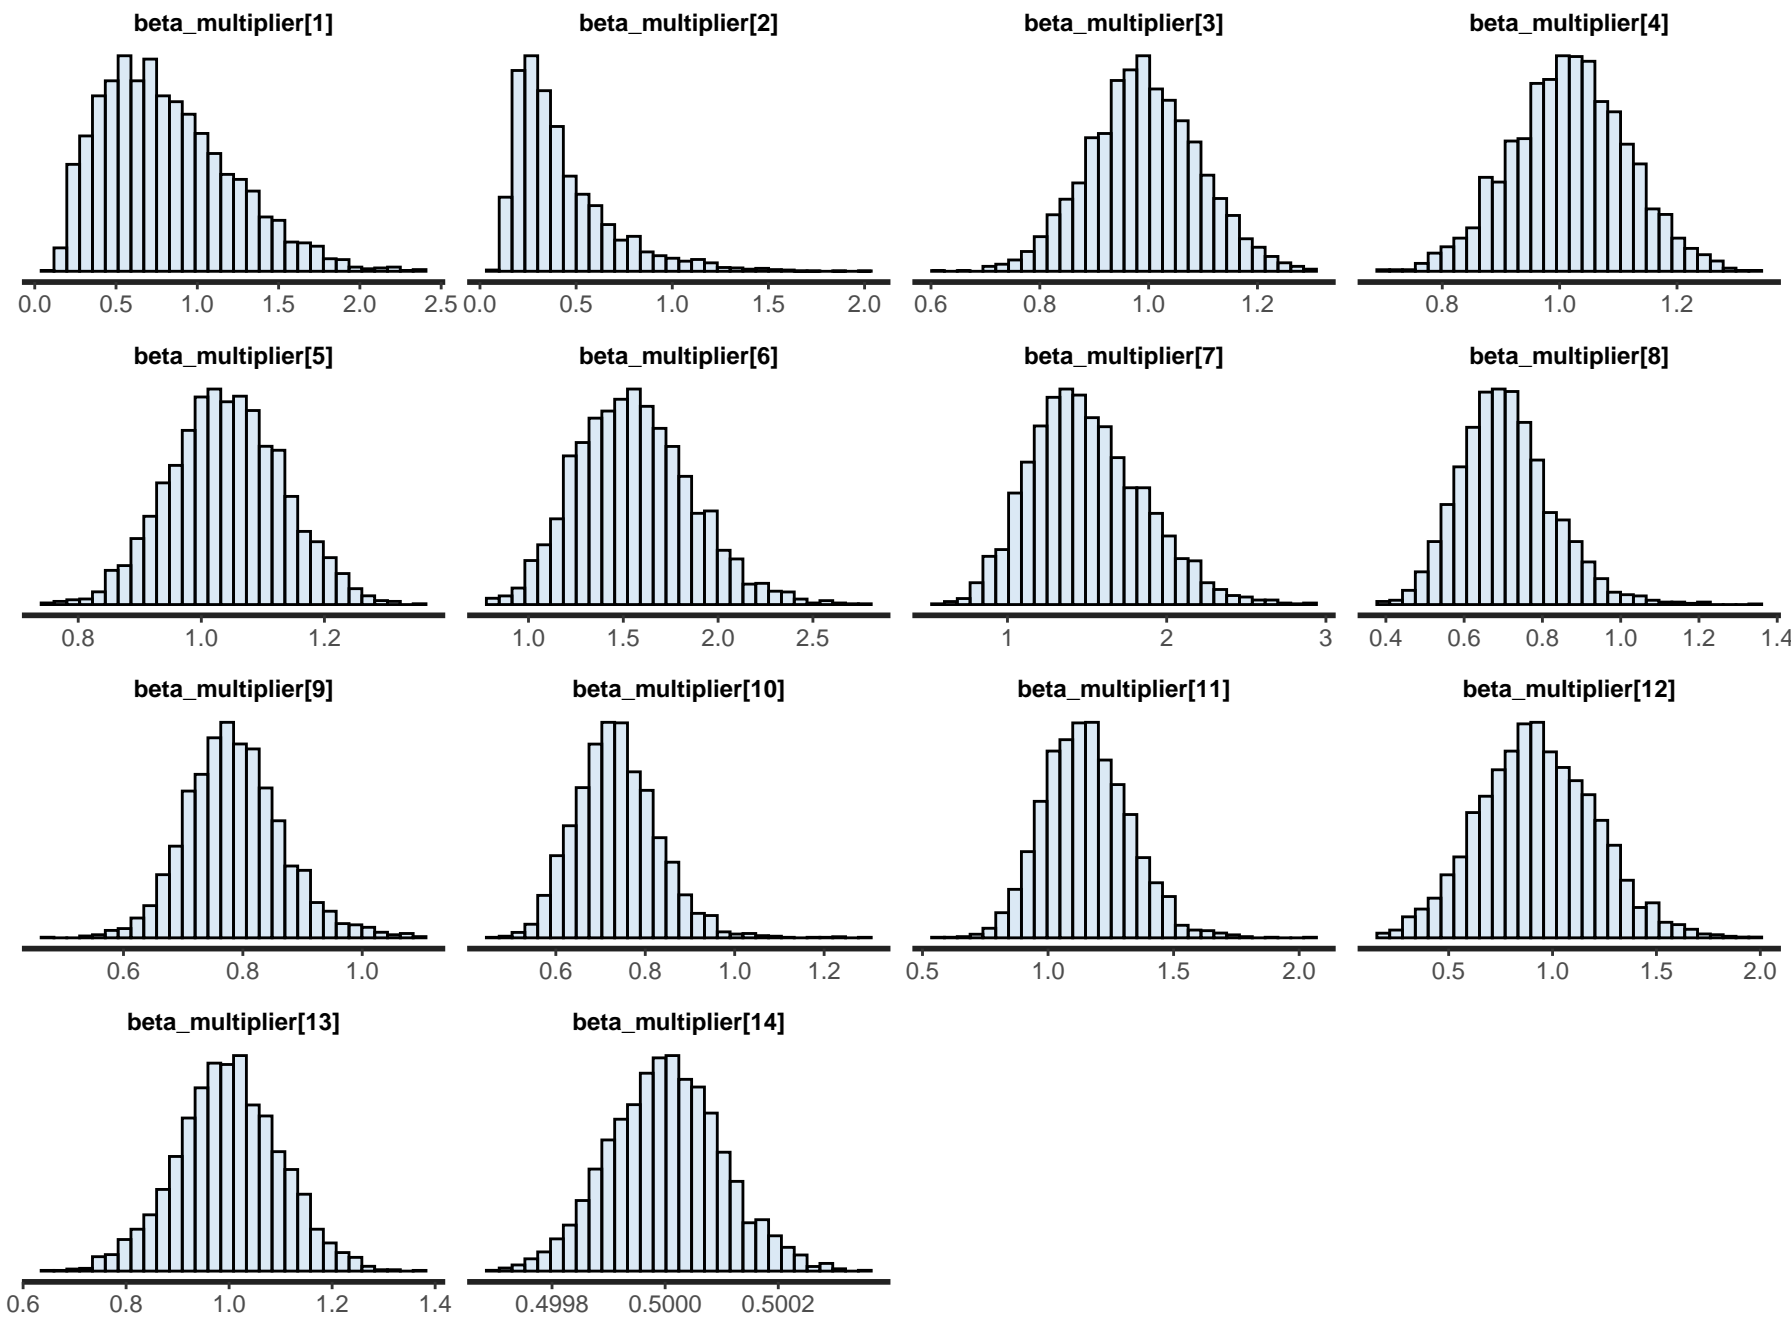 beta_multiplier[1] beta_multiplier[2] beta_multiplier[3] beta_multiplier[4]
0.0 0.5 1.0 1.5 2.0 2.5 0.0 0.5 1.0 1.5 2.0 0.6 0.8 1.0 1.2 0.8 1.0 1.2
beta_multiplier[5] beta_multiplier[6] beta_multiplier[7] beta_multiplier[8]
0.8 1.0 1.2 1.0 1.5 2.0 2.5 1 2 3 0.4 0.6 0.8 1.0 1.2 1.4
beta_multiplier[9] beta_multiplier[10] beta_multiplier[11] beta_multiplier[12]
0.6 0.8 1.0 0.6 0.8 1.0 1.2 0.5 1.0 1.5 2.0 0.5 1.0 1.5 2.0
beta_multiplier[13] beta_multiplier[14]
0.6 0.8 1.0 1.2 1.4 0.4998 0.5000 0.5002